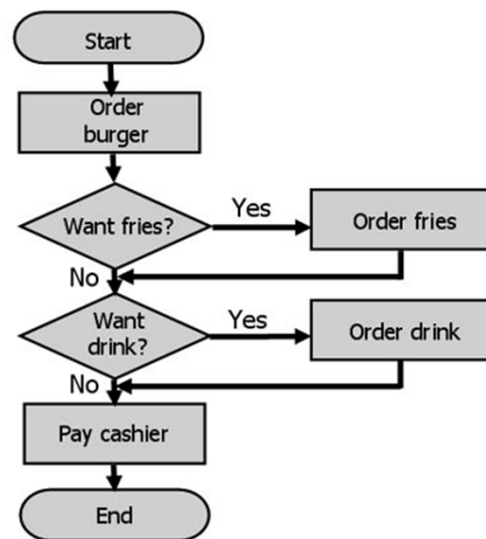 Start
Order
burger
Want fries?
Yes
Order fries
No
Want
drink?
Yes
Order drink
No
Pay cashier
End